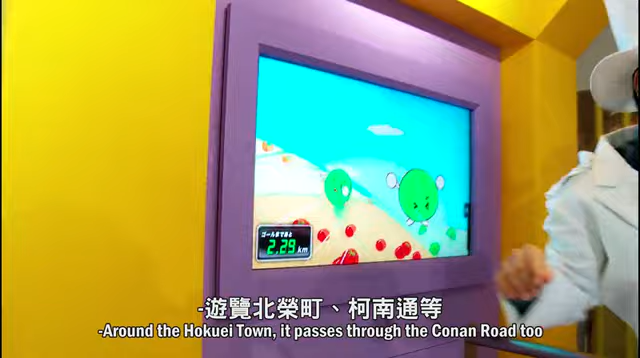 ゴールまであと
2.29 km
-遊覽北榮町、柯南通等
-Around the Hokuei Town, it passes through the Conan Road too